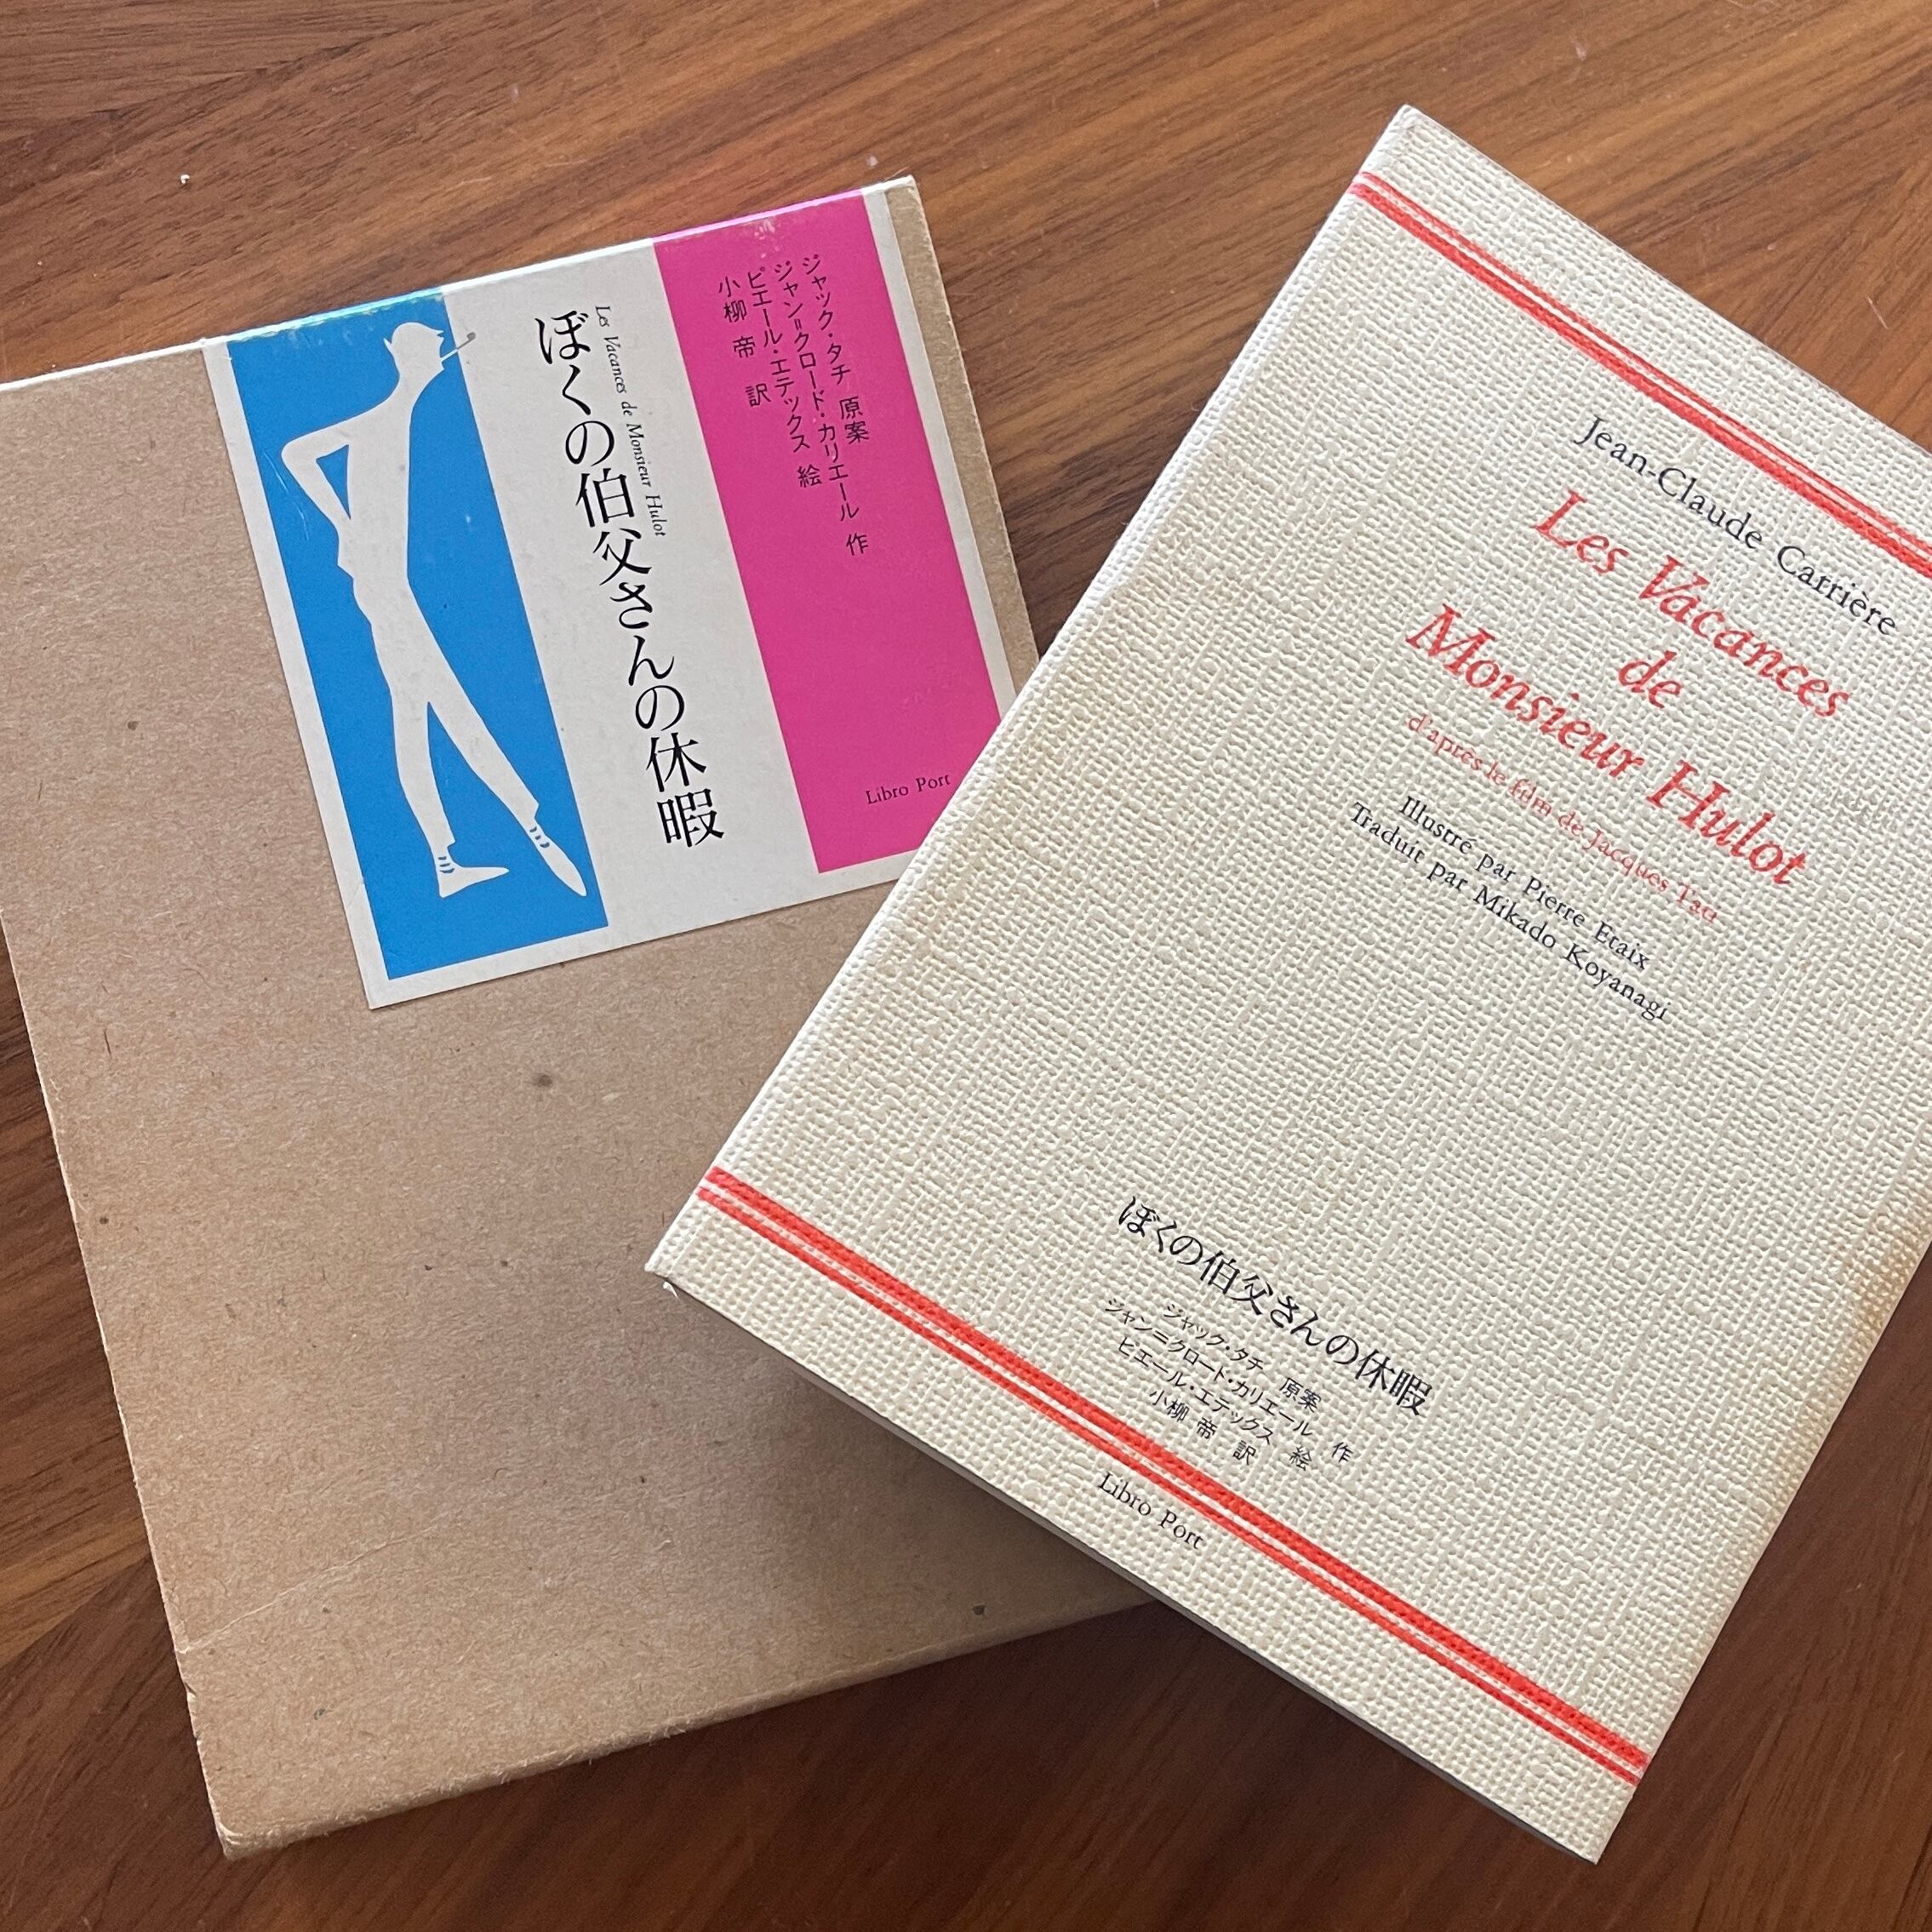 ジャック・タチ 原案
ジャン=クロード・カリエール 作
ピエール・エテックス 絵
小柳 帝 訳
Les Vacances de Monsieur Hulot
ぼくの伯父さんの休暇
Libro Port
Jean-Claude Carrière
Les Vacances
de
Monsieur Hulot
d'après le film de Jacques Tati
Illustré par Pierre Etaix
Traduit par Mikado Koyanagi
ぼくの伯父さんの休暇
ジャック・タチ 原案
ジャン=クロード・カリエール 作
ピエール・エテックス 絵
小柳 帝 訳
Libro Port